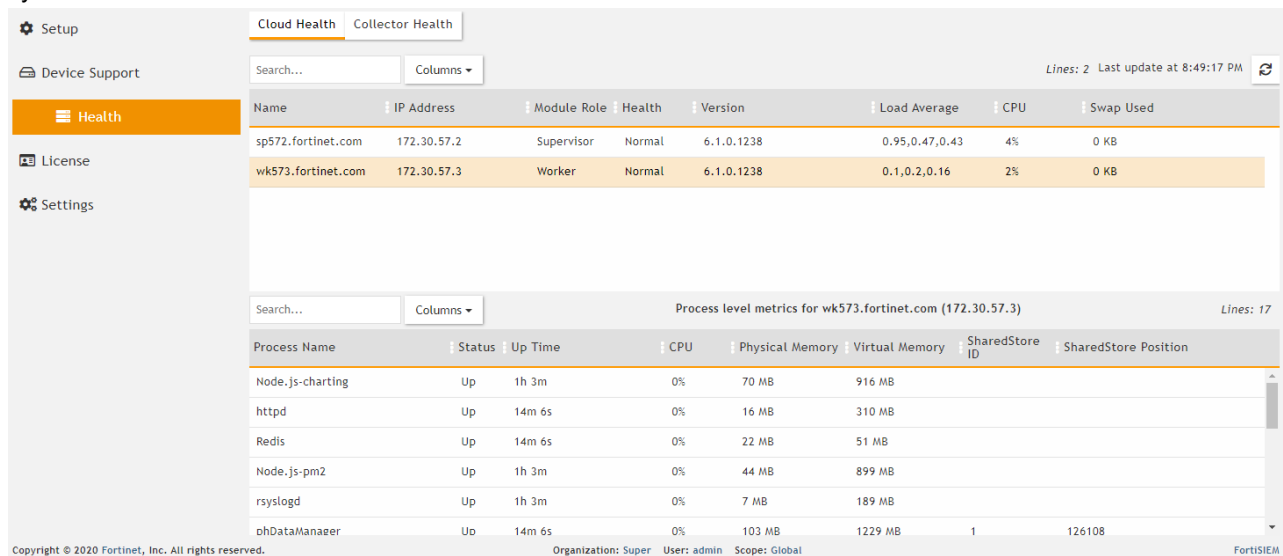 Setup
Device Support
Health
License
Settings
Cloud Health Collector Health
Search... Columns Lines: 2 Last update at 8:49:17 PM
Name IP Address Module Role Health Version Load Average CPU Swap Used
sp572.fortinet.com 172.30.57.2 Supervisor Normal 6.1.0.1238 0.95,0.47,0.43 4% 0 KB
wk573.fortinet.com 172.30.57.3 Worker Normal 6.1.0.1238 0.1,0.2,0.16 2% 0 KB
Search... Columns Process level metrics for wk573.fortinet.com (172.30.57.3) Lines: 17
Process Name Status Up Time CPU Physical Memory Virtual Memory SharedStore ID SharedStore Position
Node.js-charting Up 1h 3m 0% 70 MB 916 MB
httpd Up 14m 6s 0% 16 MB 310 MB
Redis Up 14m 6s 0% 22 MB 51 MB
Node.js-pm2 Up 1h 3m 0% 44 MB 899 MB
rsyslogd Up 1h 3m 0% 7 MB 189 MB
phDataManager Up 14m 6s 0% 103 MB 1229 MB 1 126108
Copyright © 2020 Fortinet, Inc. All rights reserved. Organization: Super User: admin Scope: Global FortiSIEM